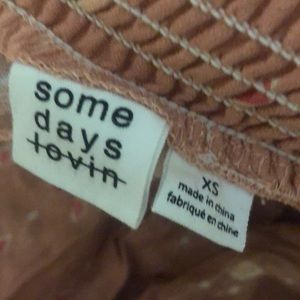 some
days
lovin
XS
made in china
fabriqué en chine